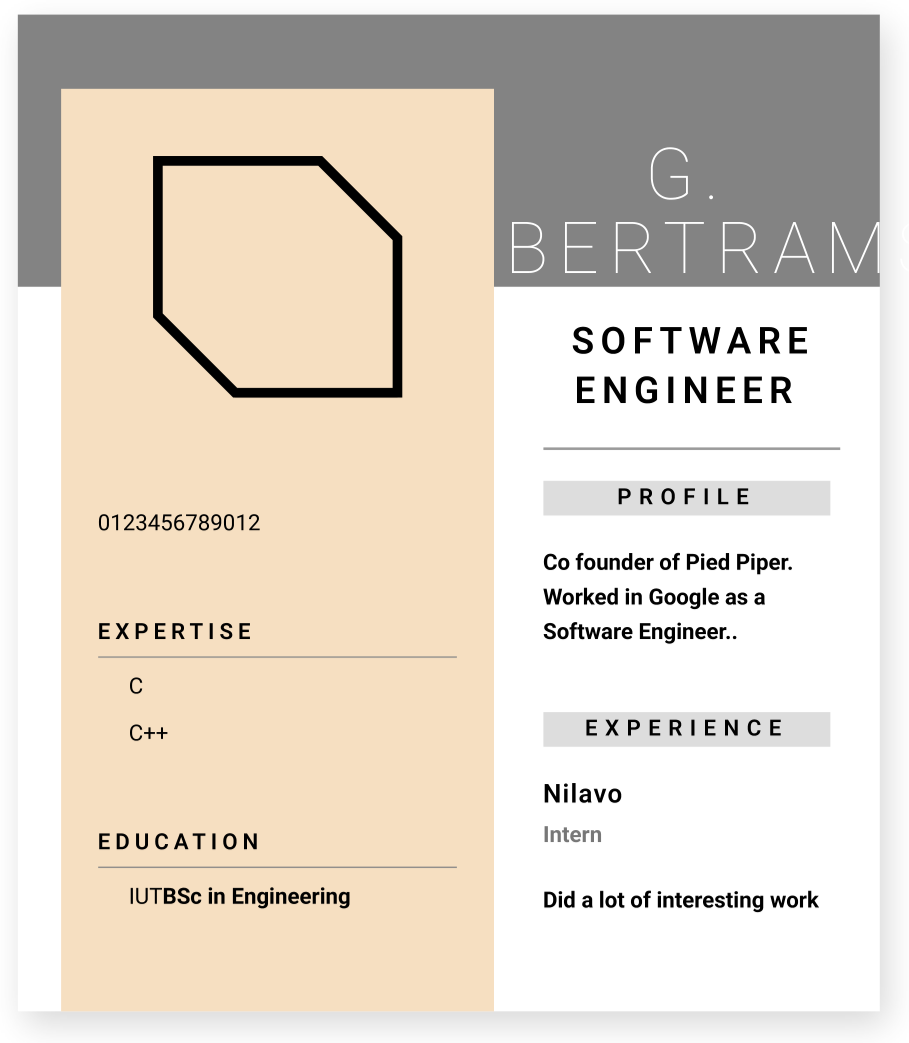 G.
BERTRAMS
0123456789012
EXPERTISE
C
C++
EDUCATION
IUTBSc in Engineering
SOFTWARE
ENGINEER
PROFILE
Co founder of Pied Piper.
Worked in Google as a
Software Engineer..
EXPERIENCE
Nilavo
Intern
Did a lot of interesting work